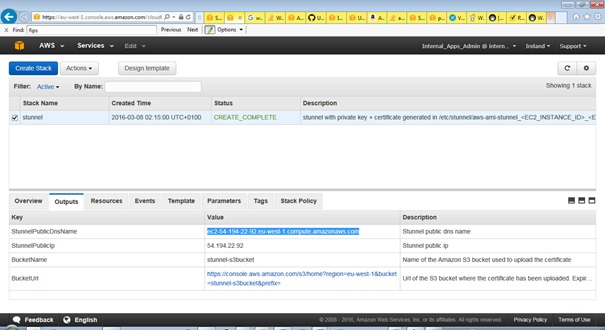 https://eu-west-1.console.aws.amazon.com/cloudf
Find: fips Previous Next Options
AWS Services Edit Internal_Apps_Admin @ intern... Ireland Support
Create Stack Actions Design template
Filter: Active By Name: Showing 1 stack
Stack Name Created Time Status Description
stunnel 2016-03-08 02:15:00 UTC+0100 CREATE_COMPLETE stunnel with private key + certificate generated in /etc/stunnel/aws-ami-stunnel_<EC2_INSTANCE_ID>_<E
Overview Outputs Resources Events Template Parameters Tags Stack Policy
Key Value Description
StunnelPublicDnsName ec2-54-194-22-92.eu-west-1.compute.amazonaws.com Stunnel public dns name
StunnelPublicIp 54.194.22.92 Stunnel public ip
BucketName stunnel-s3bucket Name of the Amazon S3 bucket used to upload the certificate
BucketUrl https://console.aws.amazon.com/s3/home?region=eu-west-1&bucket
=stunnel-s3bucket&prefix= Url of the S3 bucket where the certificate has been uploaded. Expir...
Feedback English © 2008 - 2016, Amazon Web Services, Inc. or its affiliates. All rights reserved. Privacy Policy Terms of Use